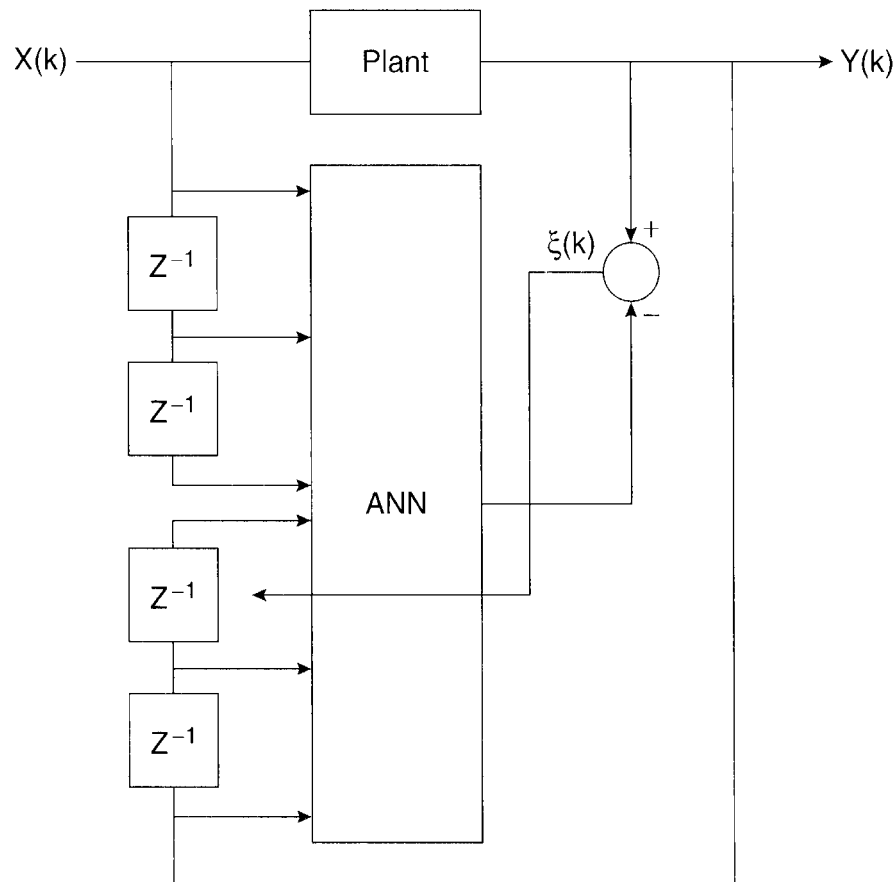 X(k)
Plant
Y(k)
+
ξ(k)
Z⁻¹
−
Z⁻¹
ANN
Z⁻¹
Z⁻¹